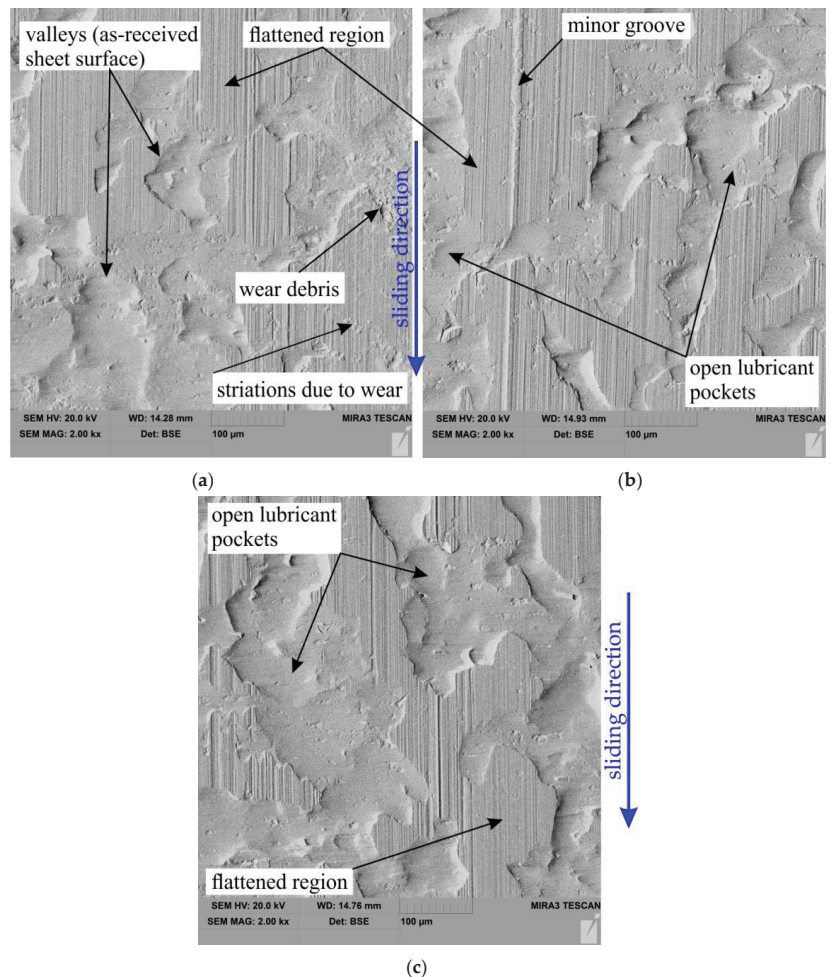 valleys (as-received
sheet surface)
flattened region
wear debris
striations due to wear
SEM HV: 20.0 kV WD: 14.28 mm MIRA3 TESCAN
SEM MAG: 2.00 kx Det: BSE 100 µm
(a)
sliding direction
minor groove
open lubricant
pockets
SEM HV: 20.0 kV WD: 14.93 mm MIRA3 TESCAN
SEM MAG: 2.00 kx Det: BSE 100 µm
(b)
open lubricant
pockets
flattened region
SEM HV: 20.0 kV WD: 14.76 mm MIRA3 TESCAN
SEM MAG: 2.00 kx Det: BSE 100 µm
(c)
sliding direction